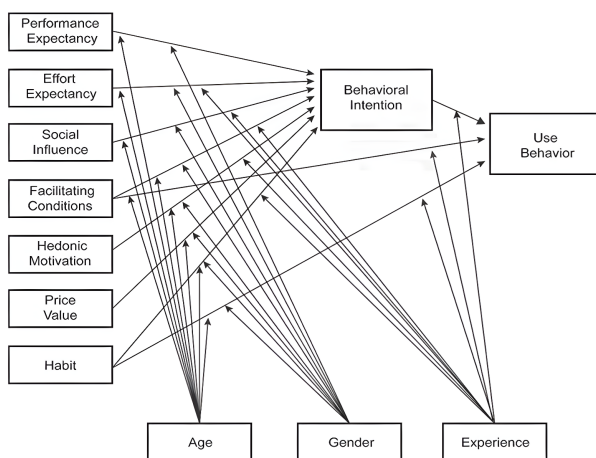 Performance
Expectancy
Effort
Expectancy
Social
Influence
Facilitating
Conditions
Hedonic
Motivation
Price
Value
Habit
Behavioral
Intention
Use
Behavior
Age
Gender
Experience